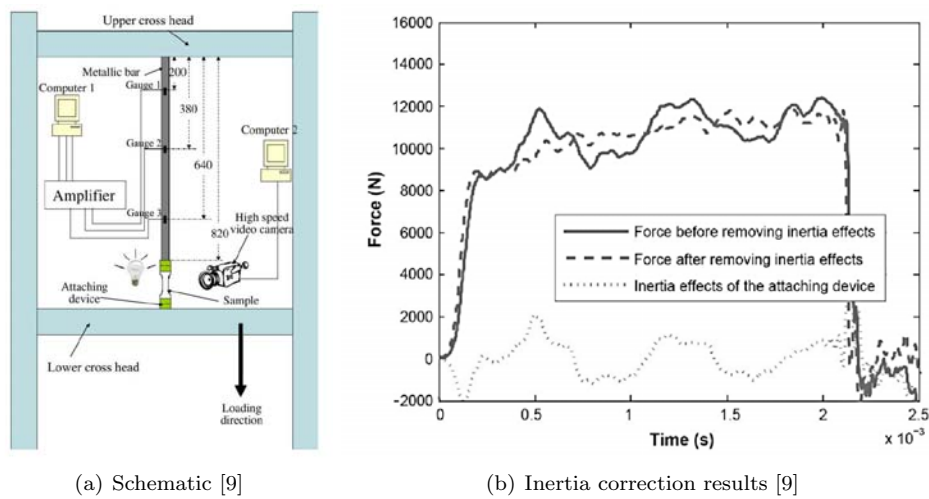 Upper cross head
Metallic bar
200
Computer 1
Gauge 1
380
Computer 2
Gauge 2
640
Amplifier
Gauge 3
High speed
video camera
820
Attaching
device
Sample
Lower cross head
Loading
direction
(a) Schematic [9]
16000
14000
12000
10000
8000
6000
4000
2000
0
−2000
Force (N)
Force before removing inertia effects
Force after removing inertia effects
Inertia effects of the attaching device
0
0.5
1
1.5
2
2.5
Time (s)
x 10⁻³
(b) Inertia correction results [9]